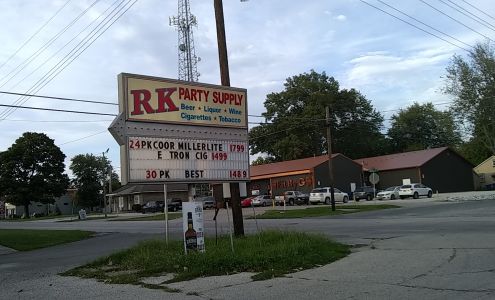 RK PARTY SUPPLY
Beer • Liquor • Wine
Cigarettes • Tobacco
24PKCOOR MILLERLITE 1799
E TRON CIG 1499
30 PK BEST 1489